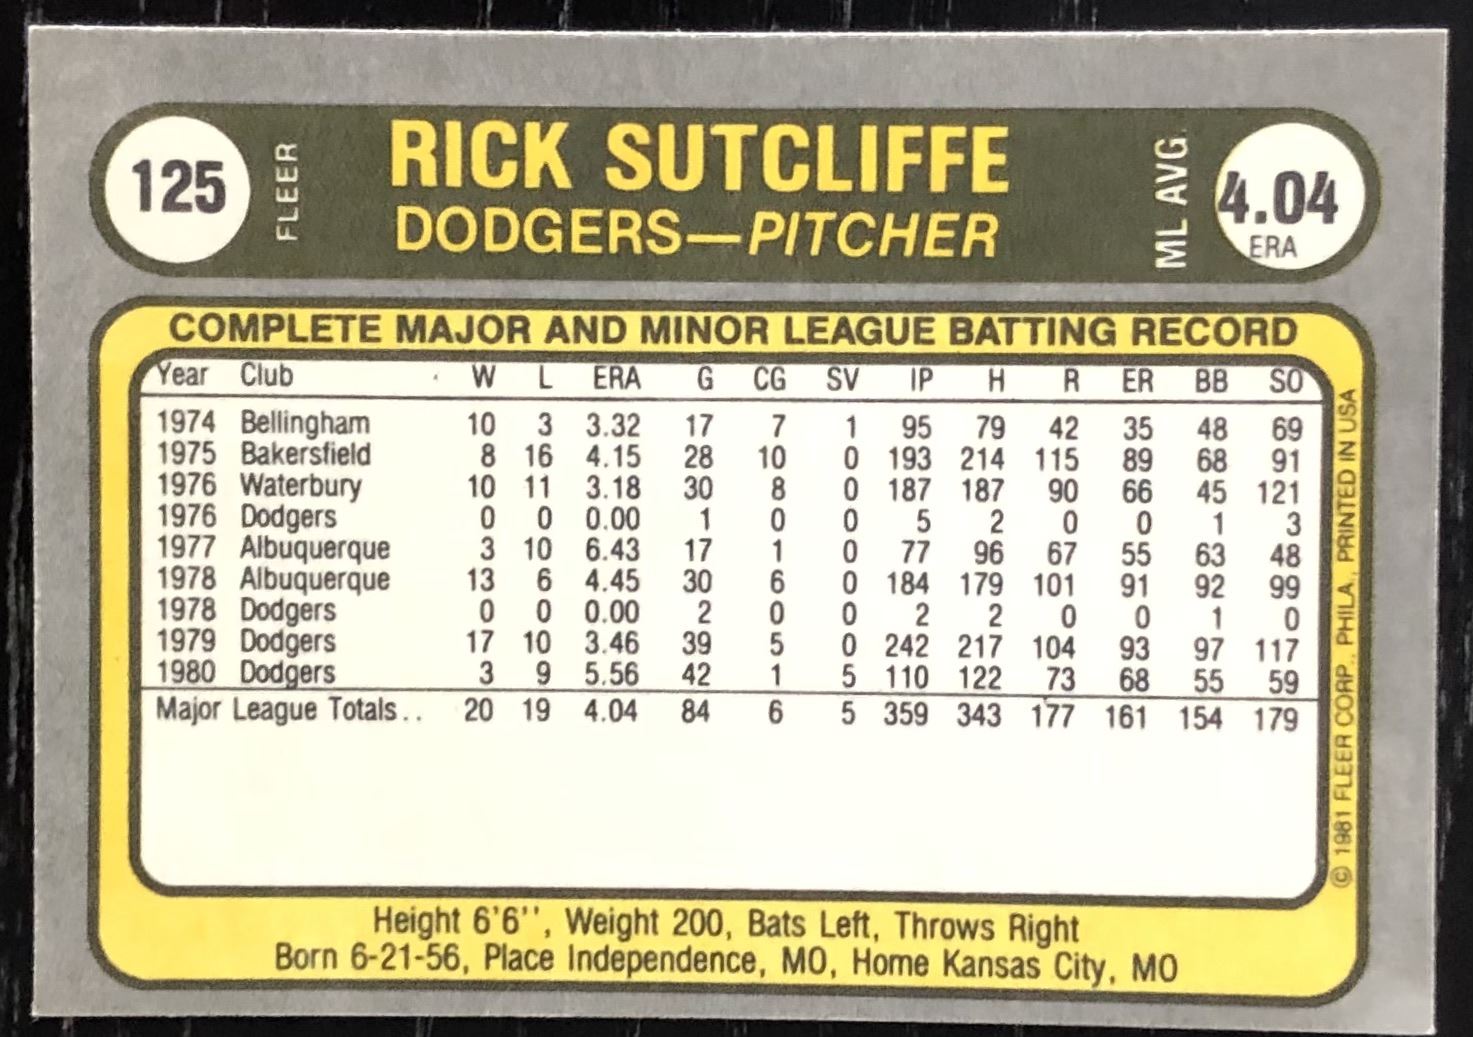 125 FLEER RICK SUTCLIFFE ML AVG. 4.04
DODGERS—PITCHER ERA
COMPLETE MAJOR AND MINOR LEAGUE BATTING RECORD
Year Club W L ERA G CG SV IP H R ER BB SO
1974 Bellingham 10 3 3.32 17 7 1 95 79 42 35 48 69
1975 Bakersfield 8 16 4.15 28 10 0 193 214 115 89 68 91
1976 Waterbury 10 11 3.18 30 8 0 187 187 90 66 45 121
1976 Dodgers 0 0 0.00 1 0 0 5 2 0 0 1 3
1977 Albuquerque 3 10 6.43 17 1 0 77 96 67 55 63 48
1978 Albuquerque 13 6 4.45 30 6 0 184 179 101 91 92 99
1978 Dodgers 0 0 0.00 2 0 0 2 2 0 0 1 0
1979 Dodgers 17 10 3.46 39 5 0 242 217 104 93 97 117
1980 Dodgers 3 9 5.56 42 1 5 110 122 73 68 55 59
Major League Totals.. 20 19 4.04 84 6 5 359 343 177 161 154 179
© 1981 FLEER CORP., PHILA., PRINTED IN USA
Height 6'6'', Weight 200, Bats Left, Throws Right
Born 6-21-56, Place Independence, MO, Home Kansas City, MO